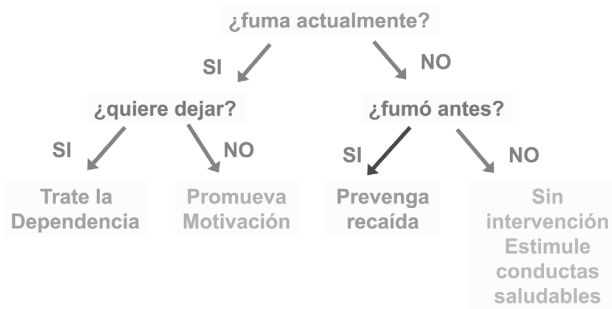 ¿fuma actualmente?
SI
NO
¿quiere dejar?
¿fumó antes?
SI
NO
SI
NO
Trate la
Dependencia
Promueva
Motivación
Prevenga
recaída
Sin
intervención
Estimule
conductas
saludables